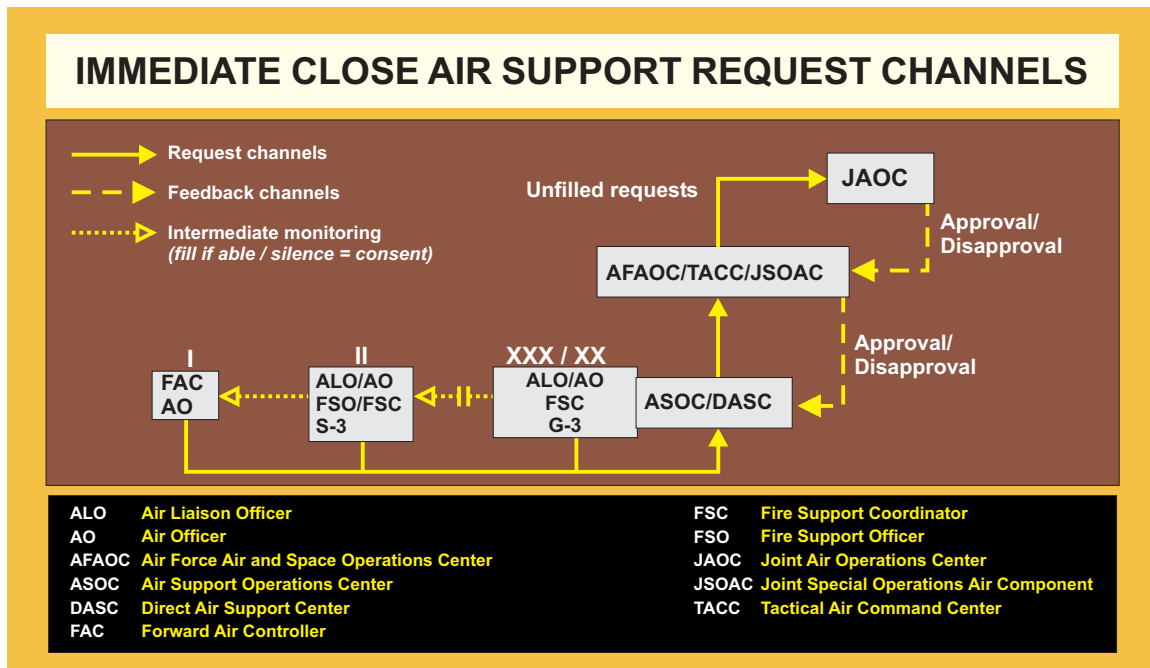 IMMEDIATE CLOSE AIR SUPPORT REQUEST CHANNELS
Request channels
Feedback channels
Intermediate monitoring
(fill if able / silence = consent)
Unfilled requests
JAOC
Approval/
Disapproval
AFAOC/TACC/JSOAC
Approval/
Disapproval
I
FAC
AO
II
ALO/AO
FSO/FSC
S-3
XXX / XX
ALO/AO
FSC
G-3
ASOC/DASC
ALO Air Liaison Officer
AO Air Officer
AFAOC Air Force Air and Space Operations Center
ASOC Air Support Operations Center
DASC Direct Air Support Center
FAC Forward Air Controller
FSC Fire Support Coordinator
FSO Fire Support Officer
JAOC Joint Air Operations Center
JSOAC Joint Special Operations Air Component
TACC Tactical Air Command Center